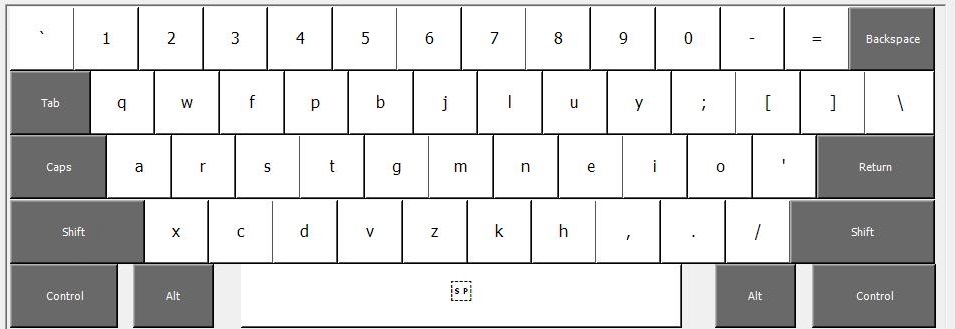 ` 1 2 3 4 5 6 7 8 9 0 - = Backspace
Tab q w f p b j l u y ; [ ] \
Caps a r s t g m n e i o ' Return
Shift x c d v z k h , . / Shift
Control Alt SP Alt Control